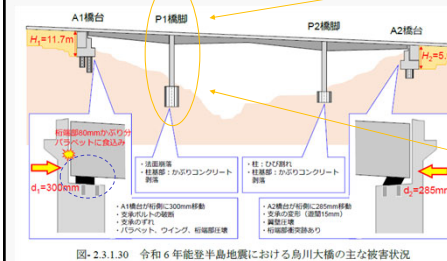 A1橋台
P1橋脚
P2橋脚
A2橋台
H₁=11.7m
H₂=5.
桁端部80mmかぶり分
パラペットに食込み
d₁=300mm
・法面崩落
・柱基部：かぶりコンクリート
剥落
・柱：ひび割れ
・柱基部：かぶりコンクリート
剥落
d₂=285mm
・A1橋台が桁側に300mm移動
・支承ボルトの破断
・支承のずれ
・パラペット、ウイング、桁端部圧壊
・A2橋台が桁側に285mm移動
・支承の変形（遊間15mm）
・翼壁圧壊
・桁端部衝突跡あり
図- 2.3.1.30 令和6年能登半島地震における烏川大橋の主な被害状況